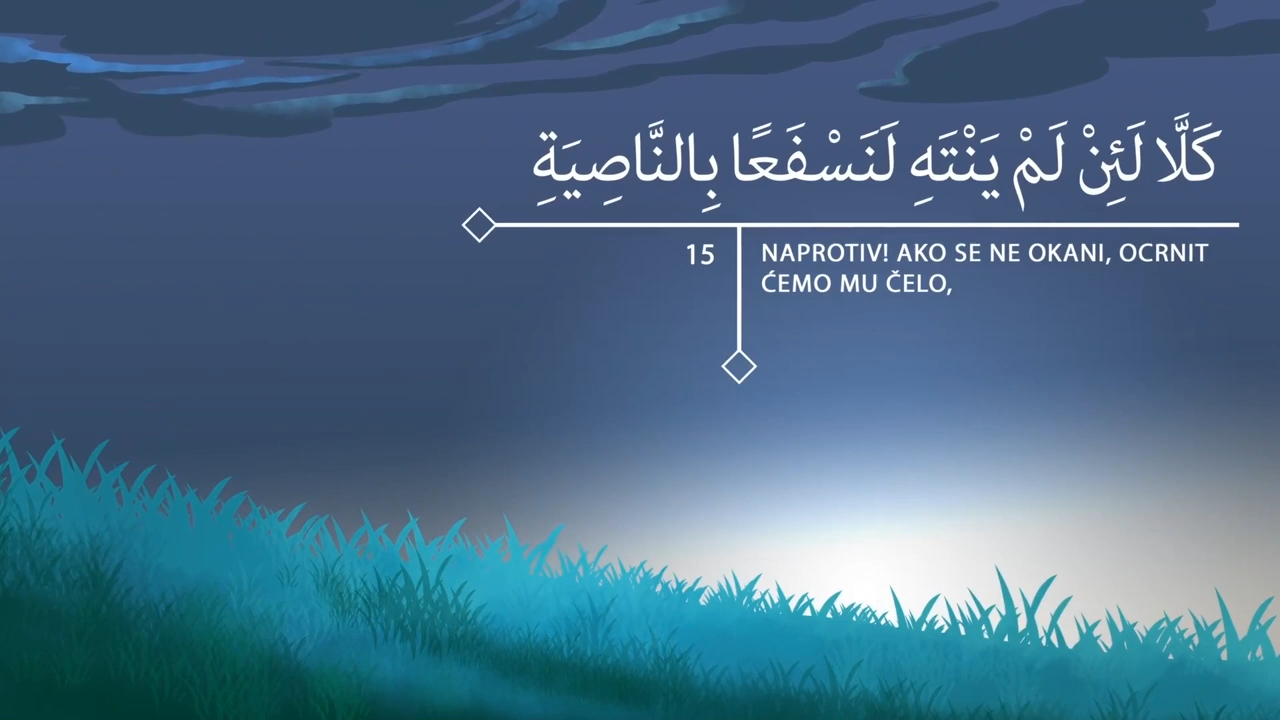 كَلَّا لَئِنْ لَمْ يَنْتَهِ لَنَسْفَعًا بِالنَّاصِيَةِ
15
NAPROTIV! AKO SE NE OKANI, OCRNIT
ĆEMO MU ČELO,